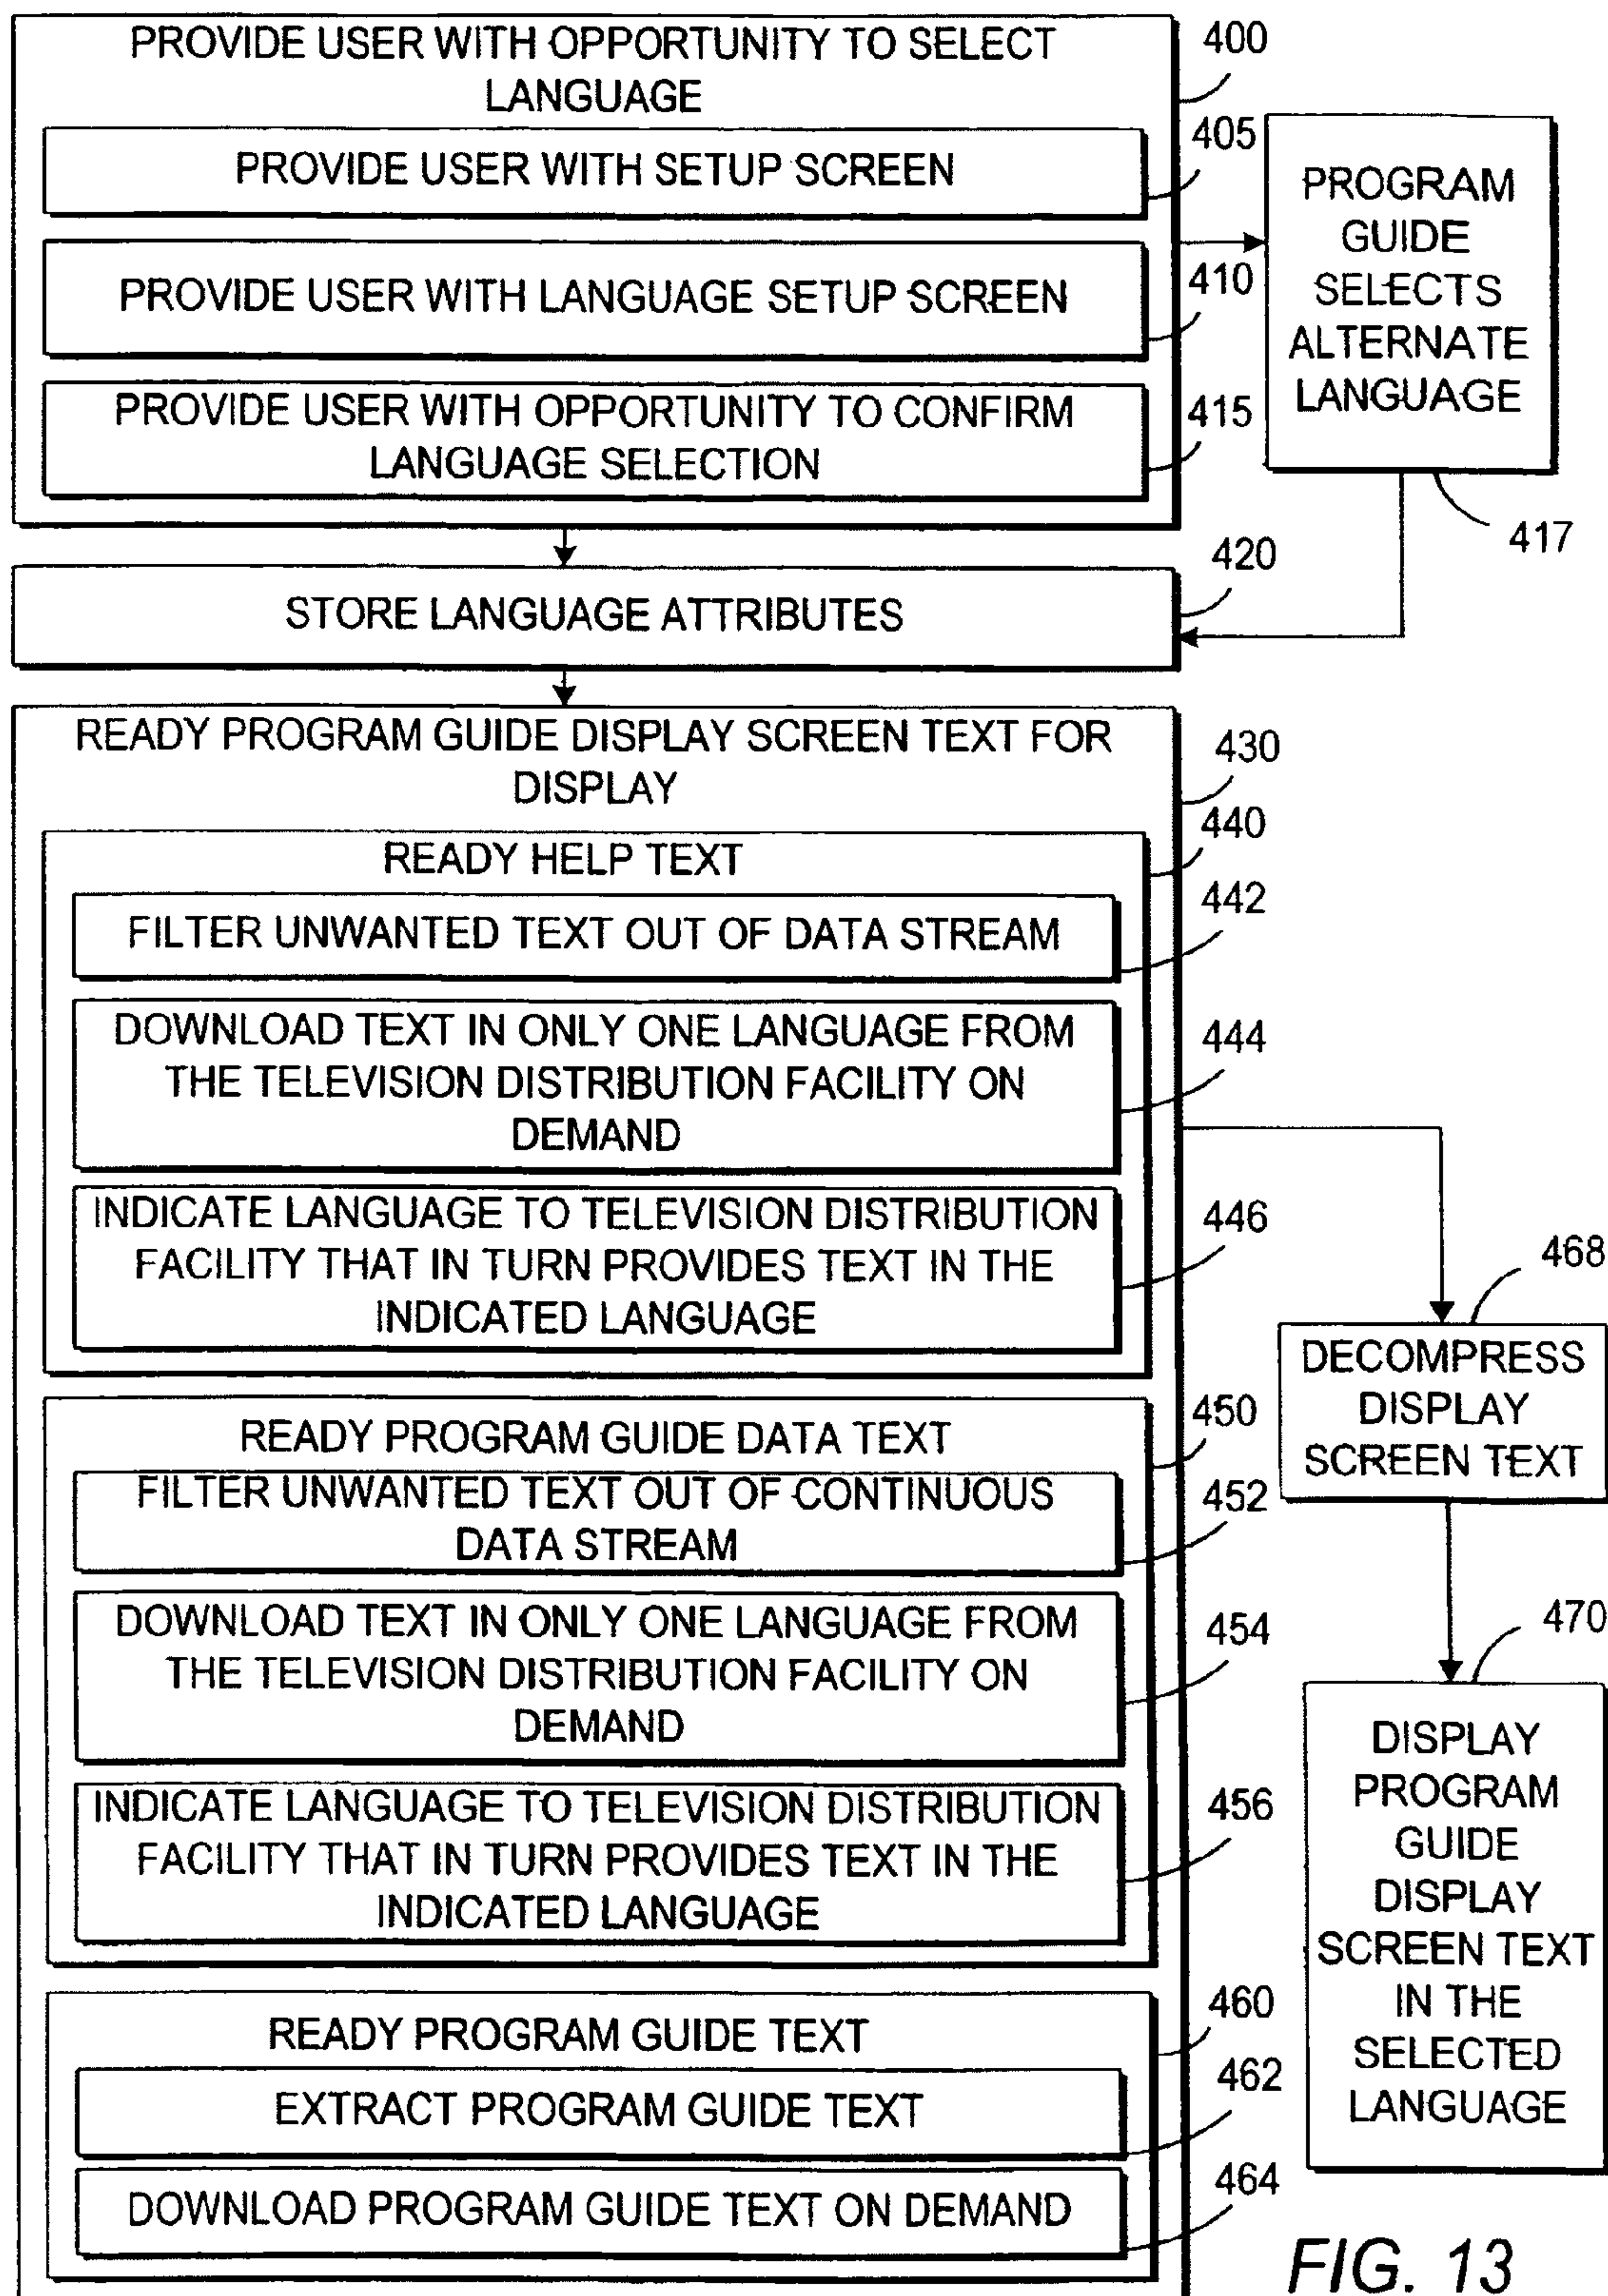 PROVIDE USER WITH OPPORTUNITY TO SELECT
LANGUAGE
400
PROVIDE USER WITH SETUP SCREEN
405
PROVIDE USER WITH LANGUAGE SETUP SCREEN
410
PROVIDE USER WITH OPPORTUNITY TO CONFIRM
LANGUAGE SELECTION
415
PROGRAM
GUIDE
SELECTS
ALTERNATE
LANGUAGE
417
STORE LANGUAGE ATTRIBUTES
420
READY PROGRAM GUIDE DISPLAY SCREEN TEXT FOR
DISPLAY
430
READY HELP TEXT
440
FILTER UNWANTED TEXT OUT OF DATA STREAM
442
DOWNLOAD TEXT IN ONLY ONE LANGUAGE FROM
THE TELEVISION DISTRIBUTION FACILITY ON
DEMAND
444
INDICATE LANGUAGE TO TELEVISION DISTRIBUTION
FACILITY THAT IN TURN PROVIDES TEXT IN THE
INDICATED LANGUAGE
446
READY PROGRAM GUIDE DATA TEXT
450
FILTER UNWANTED TEXT OUT OF CONTINUOUS
DATA STREAM
452
DOWNLOAD TEXT IN ONLY ONE LANGUAGE FROM
THE TELEVISION DISTRIBUTION FACILITY ON
DEMAND
454
INDICATE LANGUAGE TO TELEVISION DISTRIBUTION
FACILITY THAT IN TURN PROVIDES TEXT IN THE
INDICATED LANGUAGE
456
READY PROGRAM GUIDE TEXT
460
EXTRACT PROGRAM GUIDE TEXT
462
DOWNLOAD PROGRAM GUIDE TEXT ON DEMAND
464
468
DECOMPRESS
DISPLAY
SCREEN TEXT
470
DISPLAY
PROGRAM
GUIDE
DISPLAY
SCREEN TEXT
IN THE
SELECTED
LANGUAGE
FIG. 13